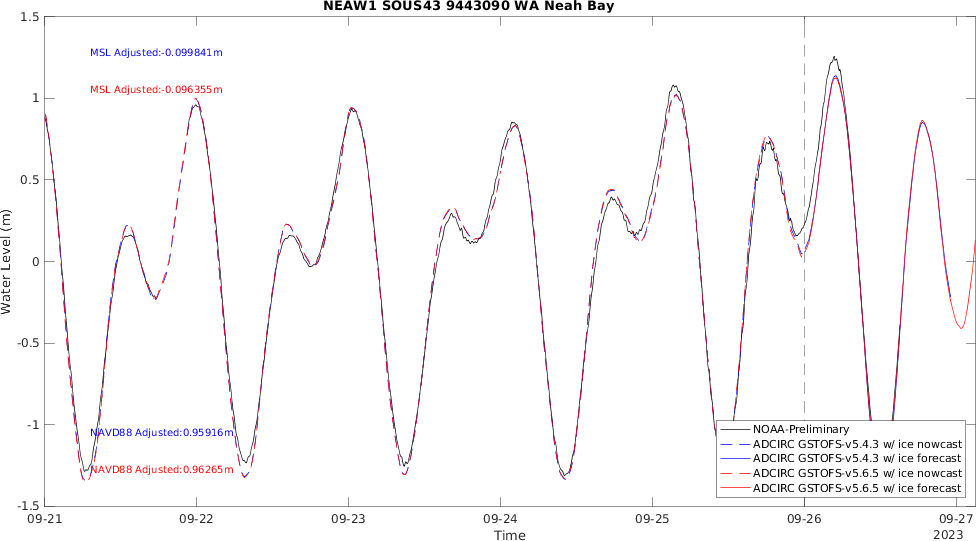 NEAW1 SOUS43 9443090 WA Neah Bay
1.5
1
0.5
0
-0.5
-1
-1.5
Water Level (m)
MSL Adjusted:-0.099841m
MSL Adjusted:-0.096355m
NAVD88 Adjusted:0.95916m
NAVD88 Adjusted:0.96265m
NOAA-Preliminary
ADCIRC GSTOFS-v5.4.3 w/ ice nowcast
ADCIRC GSTOFS-v5.4.3 w/ ice forecast
ADCIRC GSTOFS-v5.6.5 w/ ice nowcast
ADCIRC GSTOFS-v5.6.5 w/ ice forecast
09-21 09-22 09-23 09-24 09-25 09-26 09-27
2023
Time